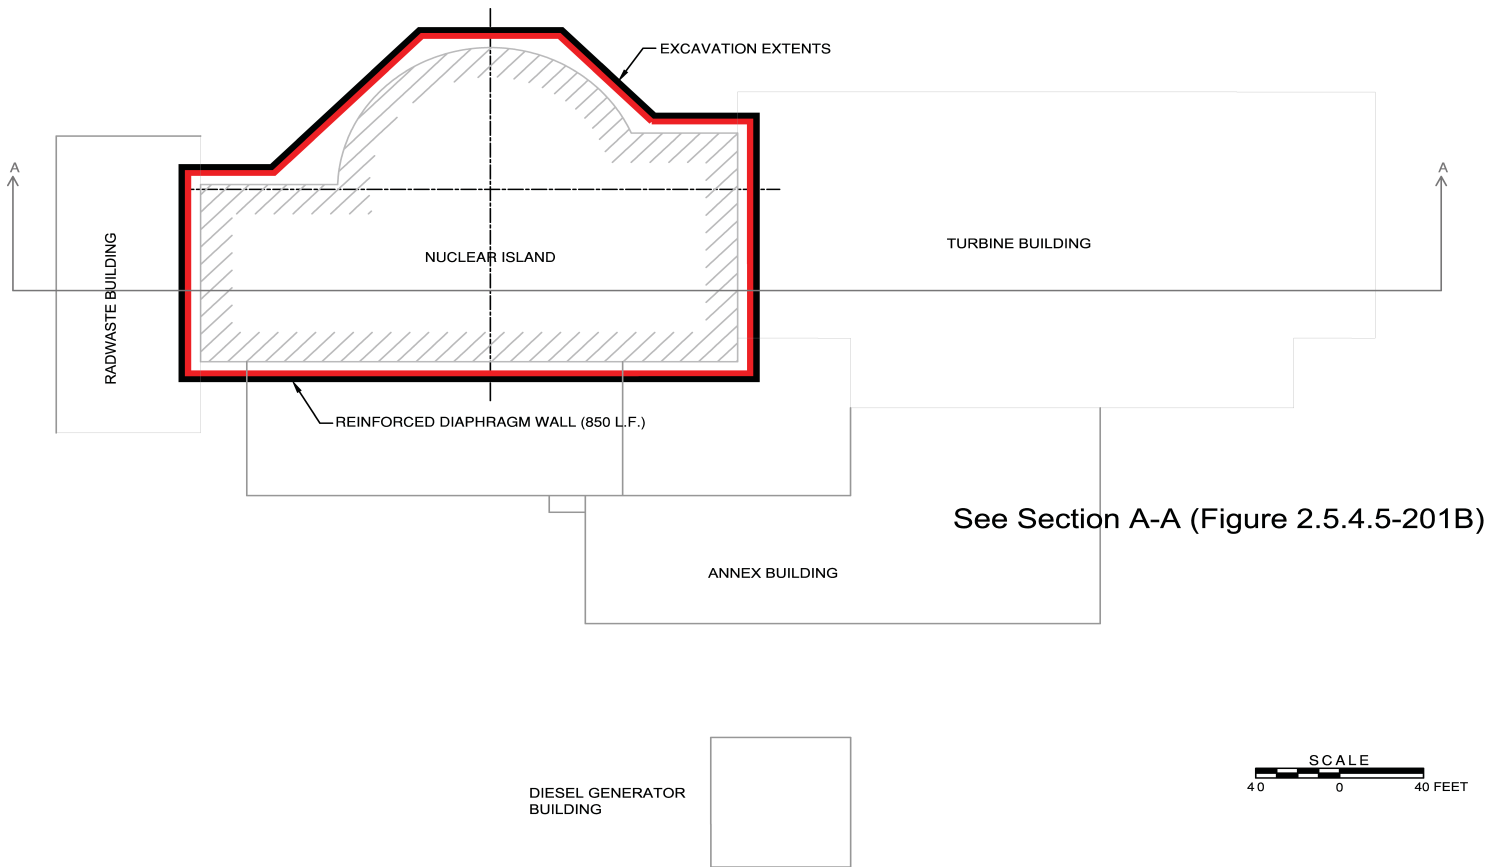 EXCAVATION EXTENTS
A
A
RADWASTE BUILDING
NUCLEAR ISLAND
TURBINE BUILDING
REINFORCED DIAPHRAGM WALL (850 L.F.)
See Section A-A (Figure 2.5.4.5-201B)
ANNEX BUILDING
DIESEL GENERATOR
BUILDING
SCALE
40 0 40 FEET